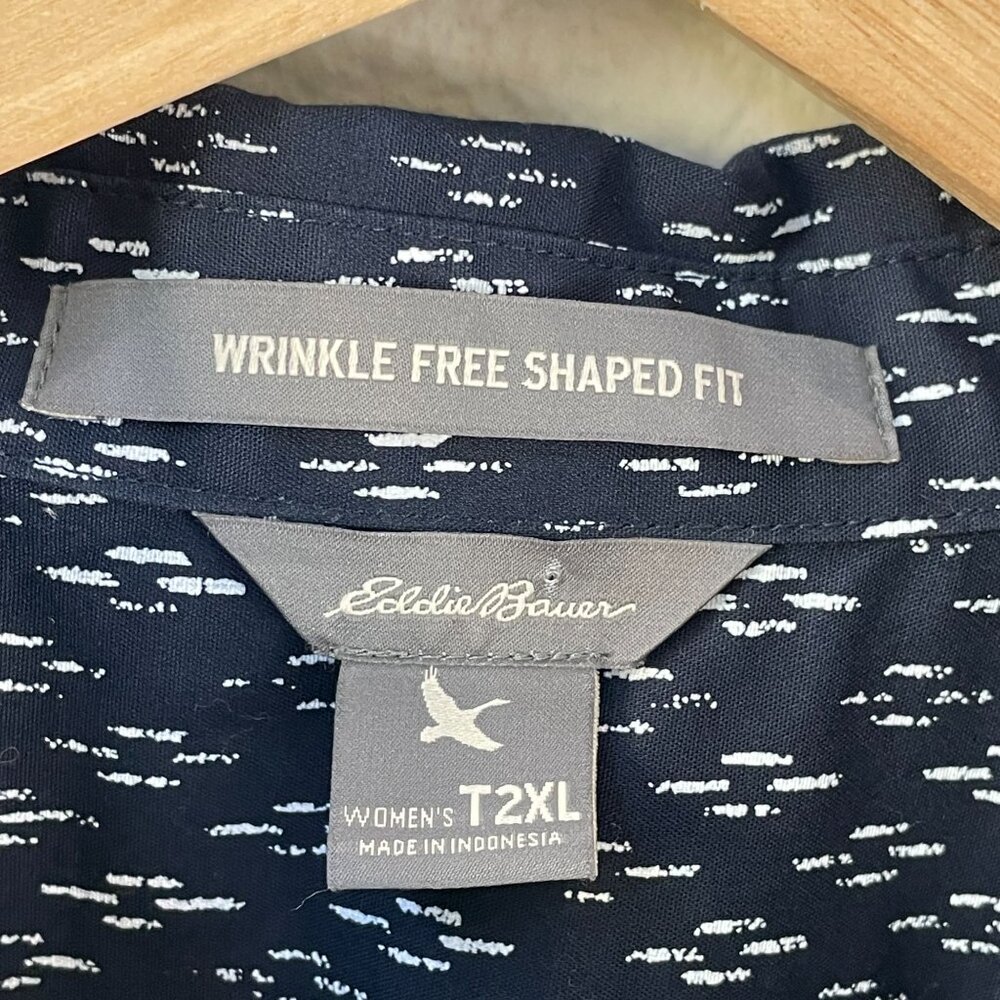 WRINKLE FREE SHAPED FIT
Eddie Bauer
WOMEN'S T2XL
MADE IN INDONESIA